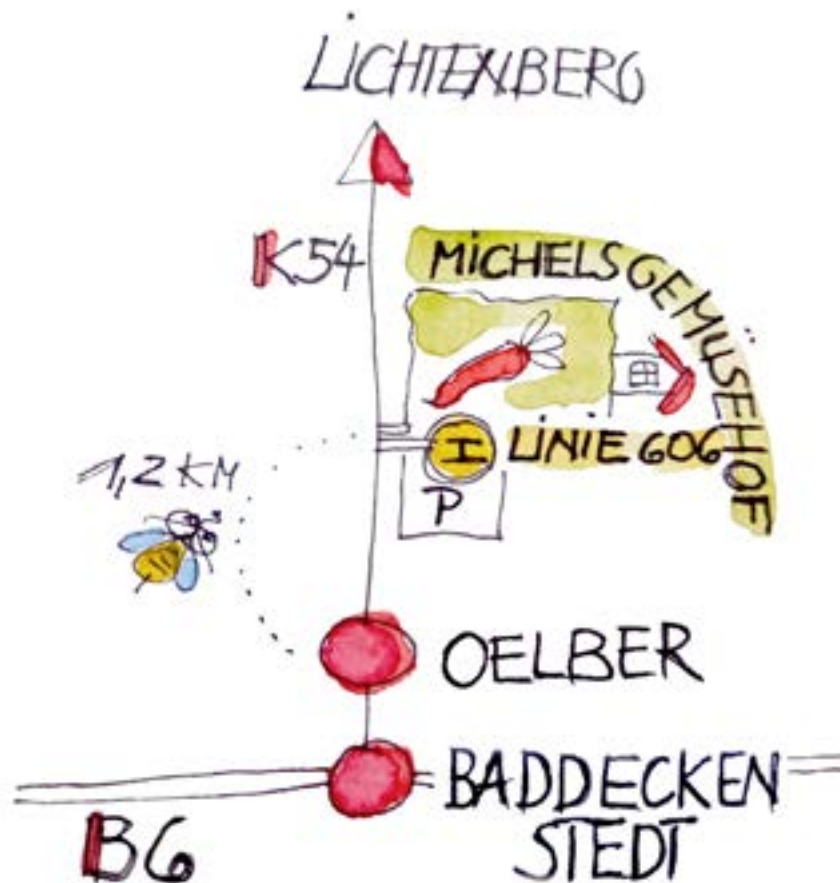 LICHTENBERG
K54
MICHELSGEMÜSEHOF
H LINIE 606
1,2 KM
P
OELBER
BADDECKEN
STEDT
B6